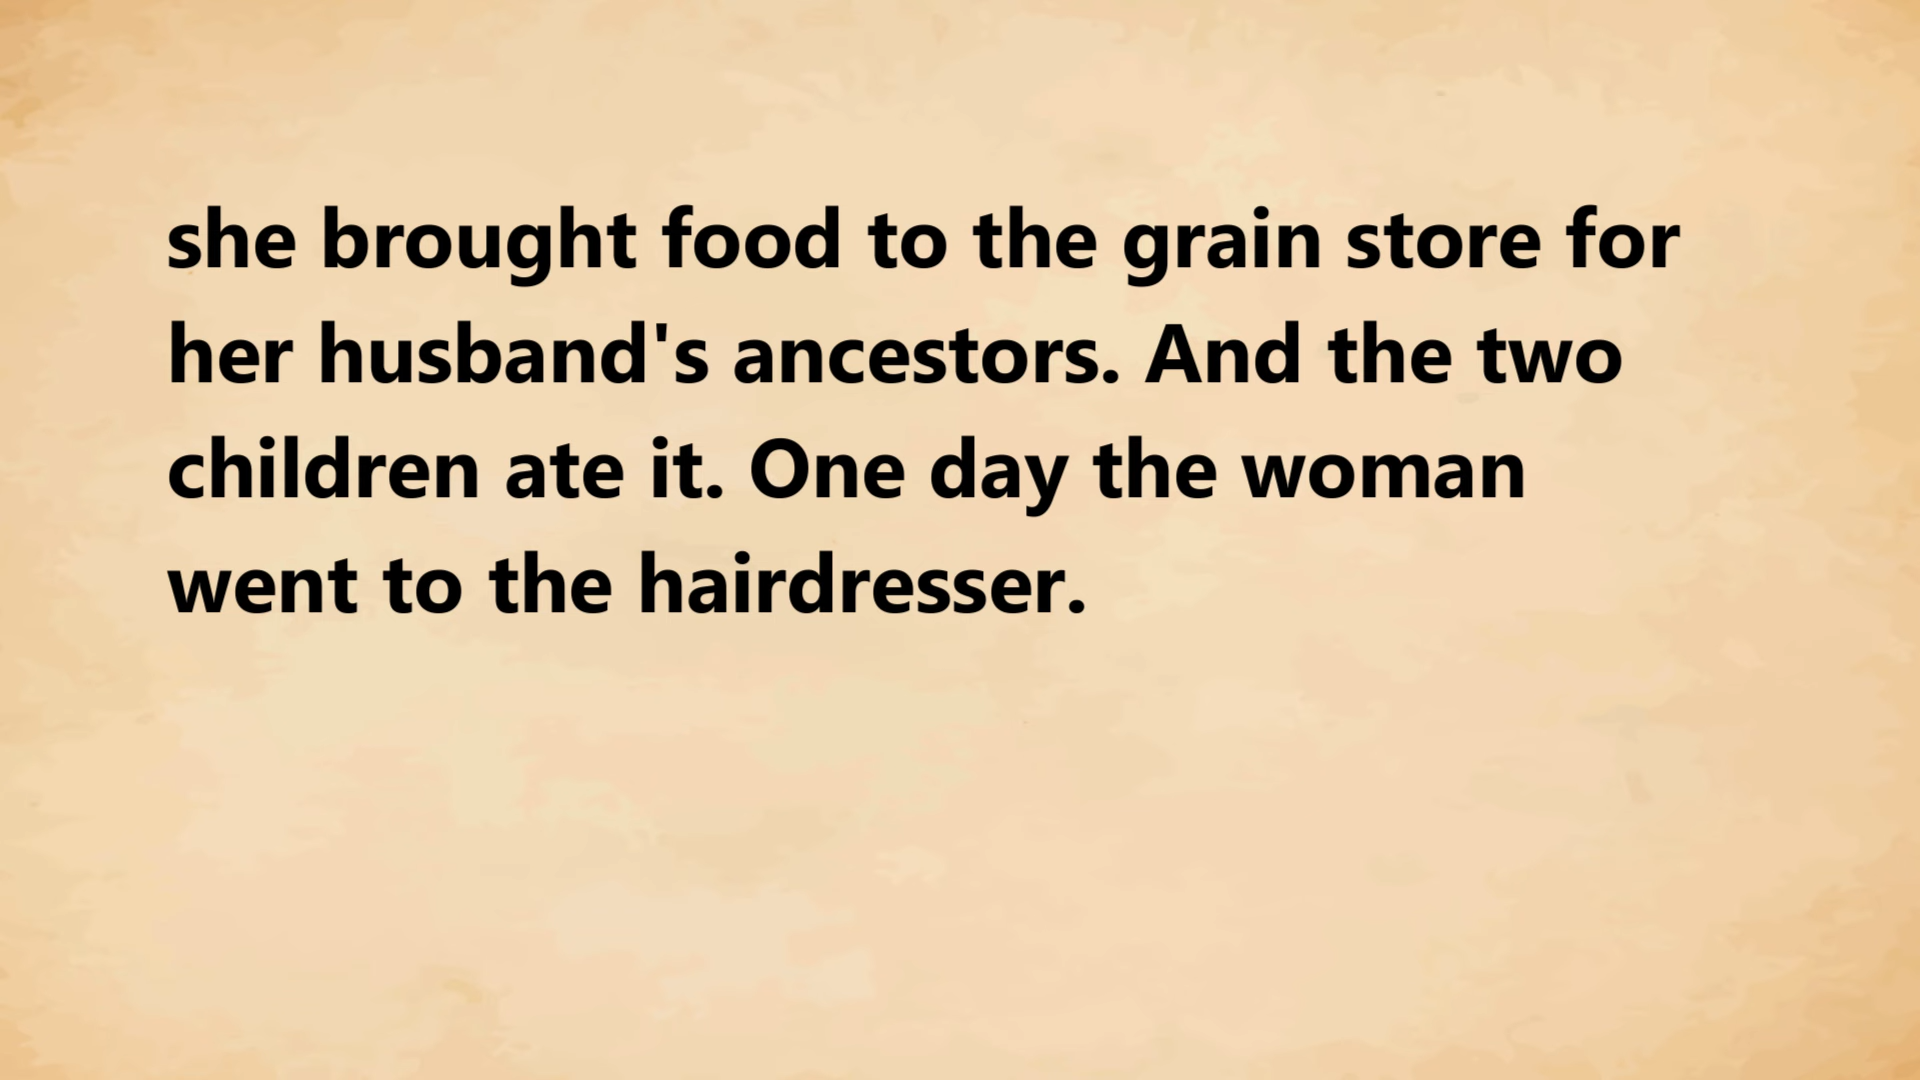 she brought food to the grain store for
her husband's ancestors. And the two
children ate it. One day the woman
went to the hairdresser.